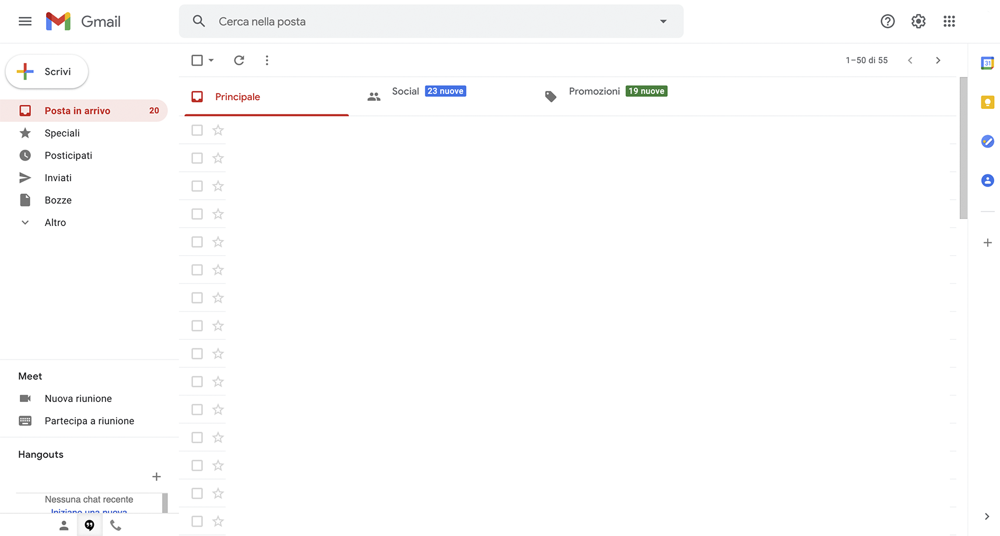 Gmail
Cerca nella posta
Scrivi
1–50 di 55
31
Principale
Social 23 nuove
Promozioni 19 nuove
Posta in arrivo 20
Speciali
Posticipati
Inviati
Bozze
Altro
Meet
Nuova riunione
Partecipa a riunione
Hangouts
Nessuna chat recente
Iniziane una nuova